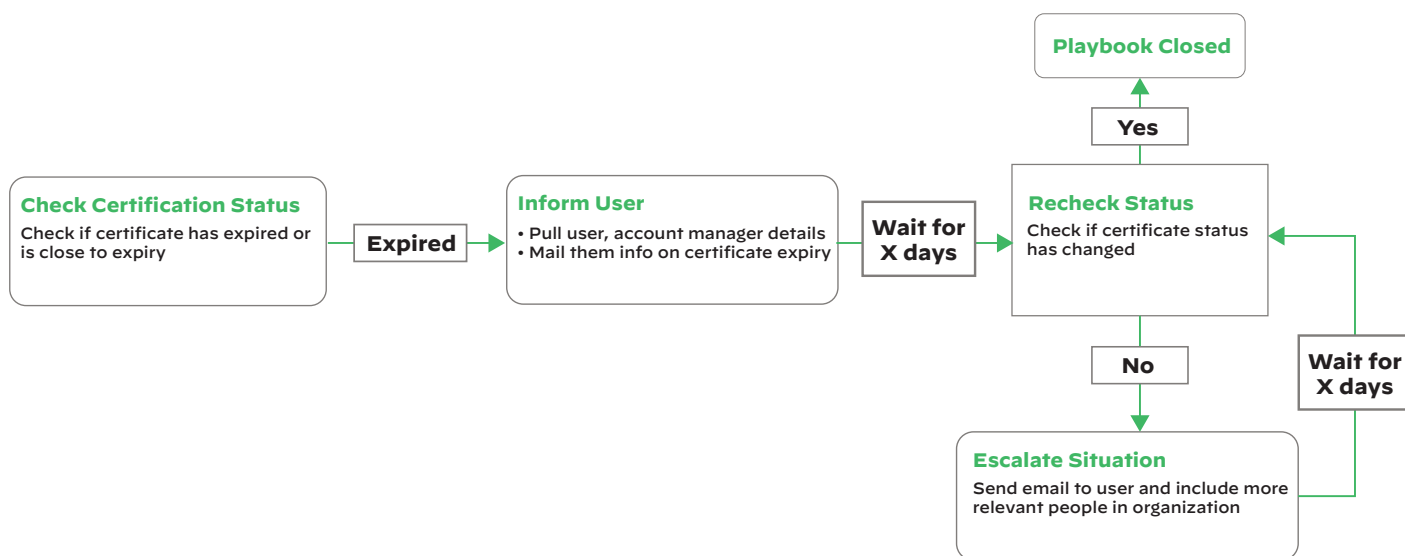 Playbook Closed
Yes
Check Certification Status
Check if certificate has expired or
is close to expiry
Expired
Inform User
• Pull user, account manager details
• Mail them info on certificate expiry
Wait for
X days
Recheck Status
Check if certificate status
has changed
No
Wait for
X days
Escalate Situation
Send email to user and include more
relevant people in organization